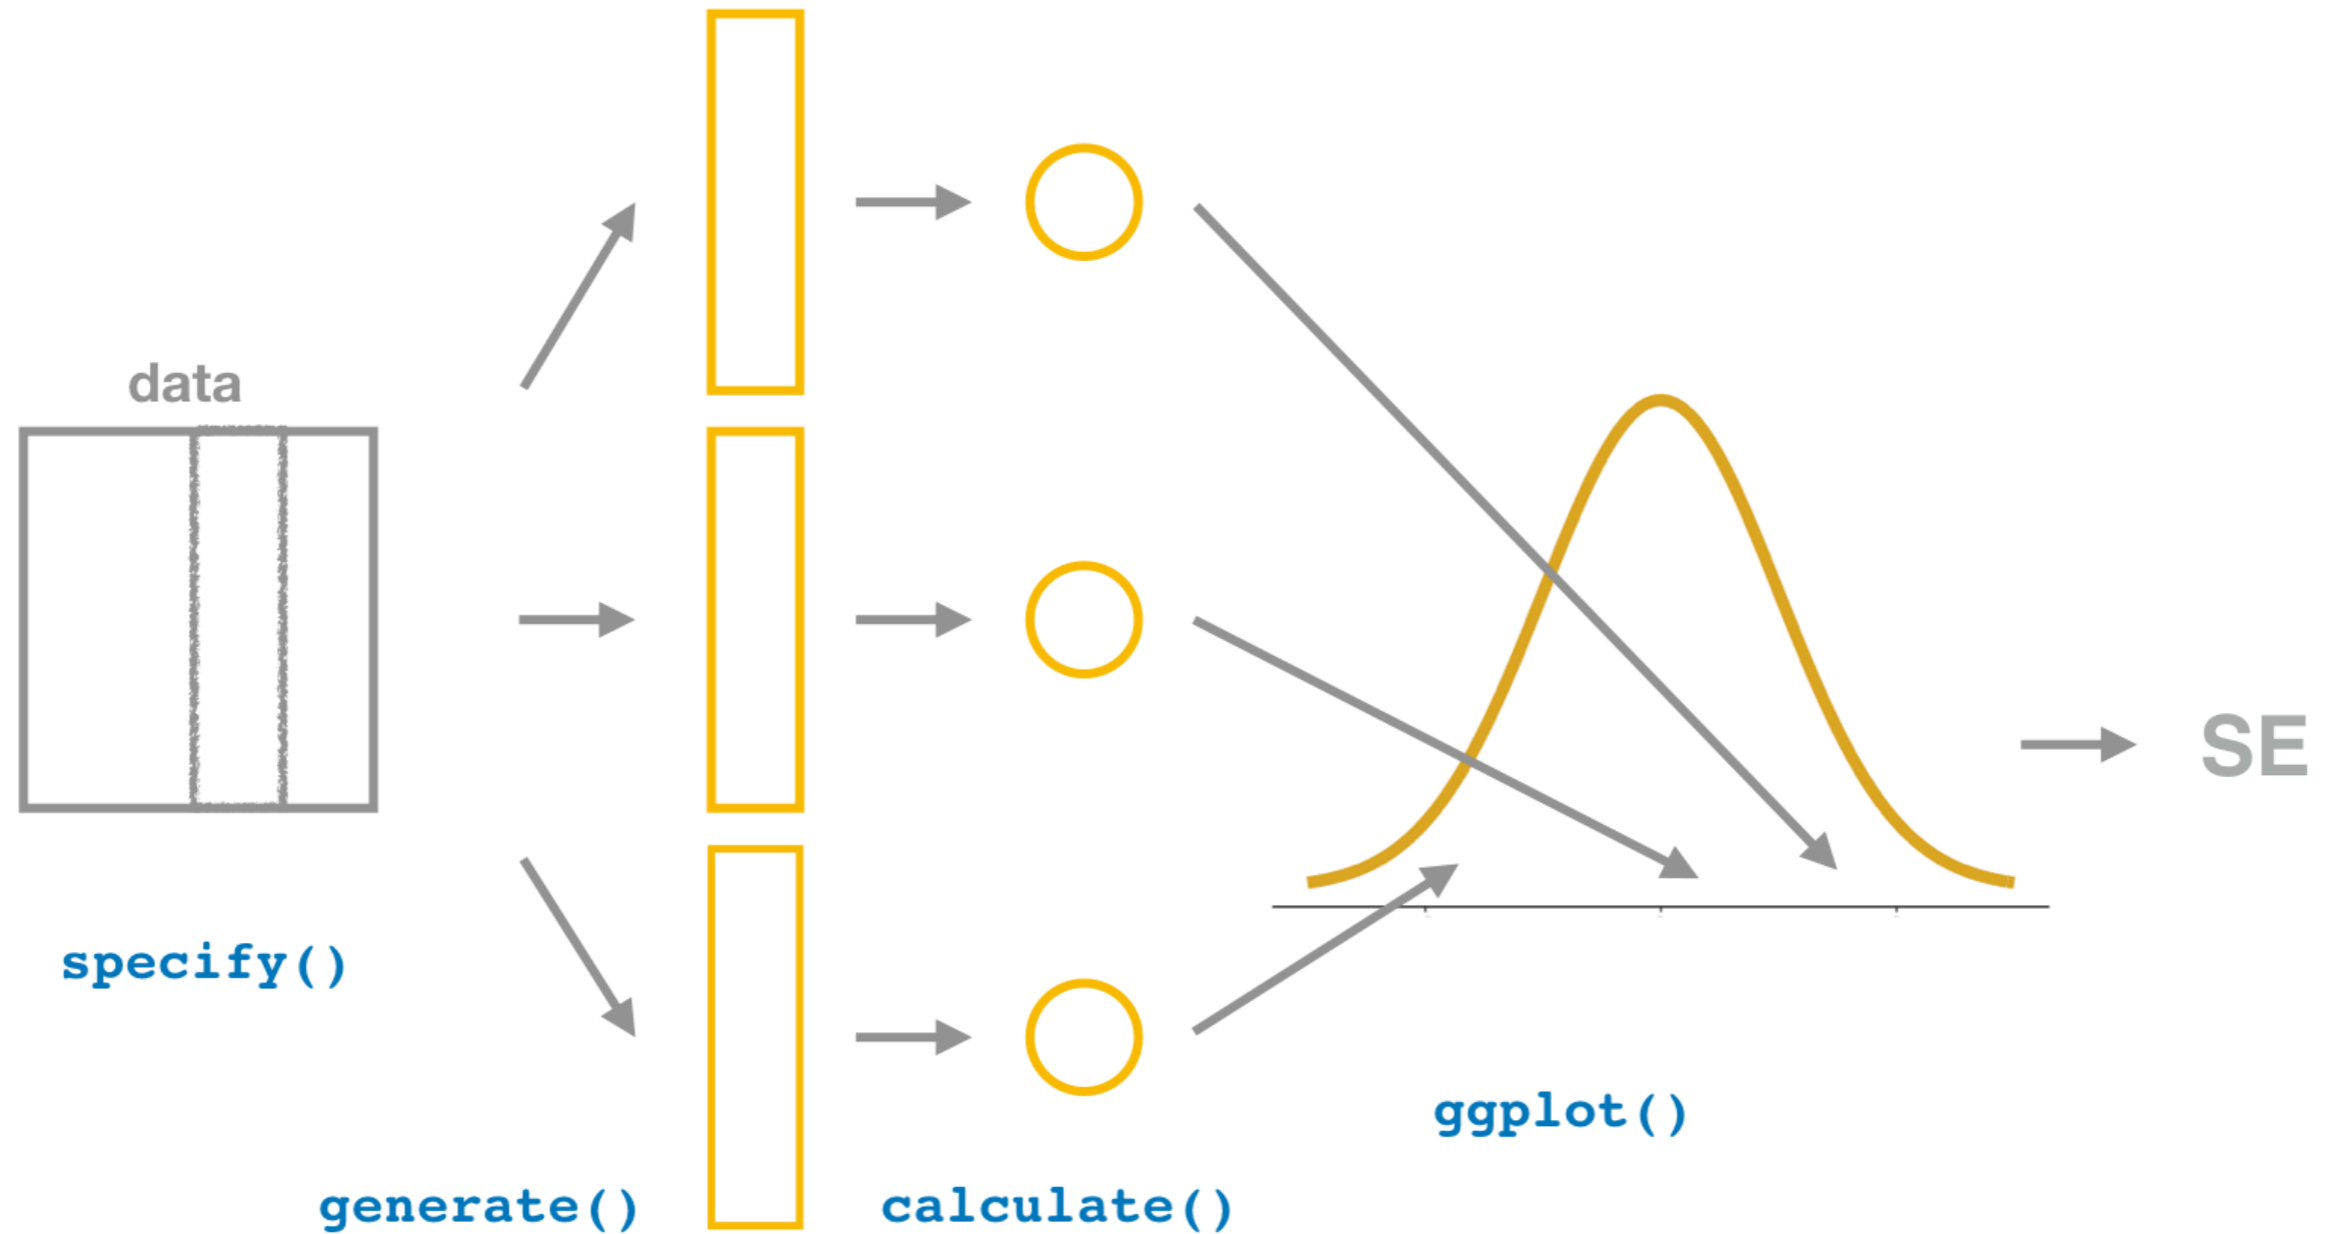 data
specify()
generate()
calculate()
ggplot()
SE